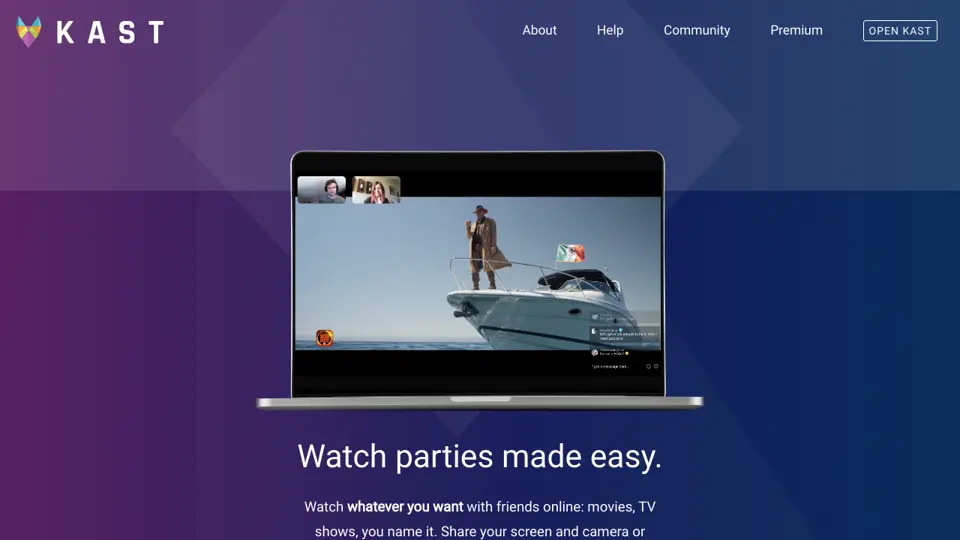 KAST
About
Help
Community
Premium
OPEN KAST
Type a message here...
Watch parties made easy.
Watch whatever you want with friends online: movies, TV
shows, you name it. Share your screen and camera or